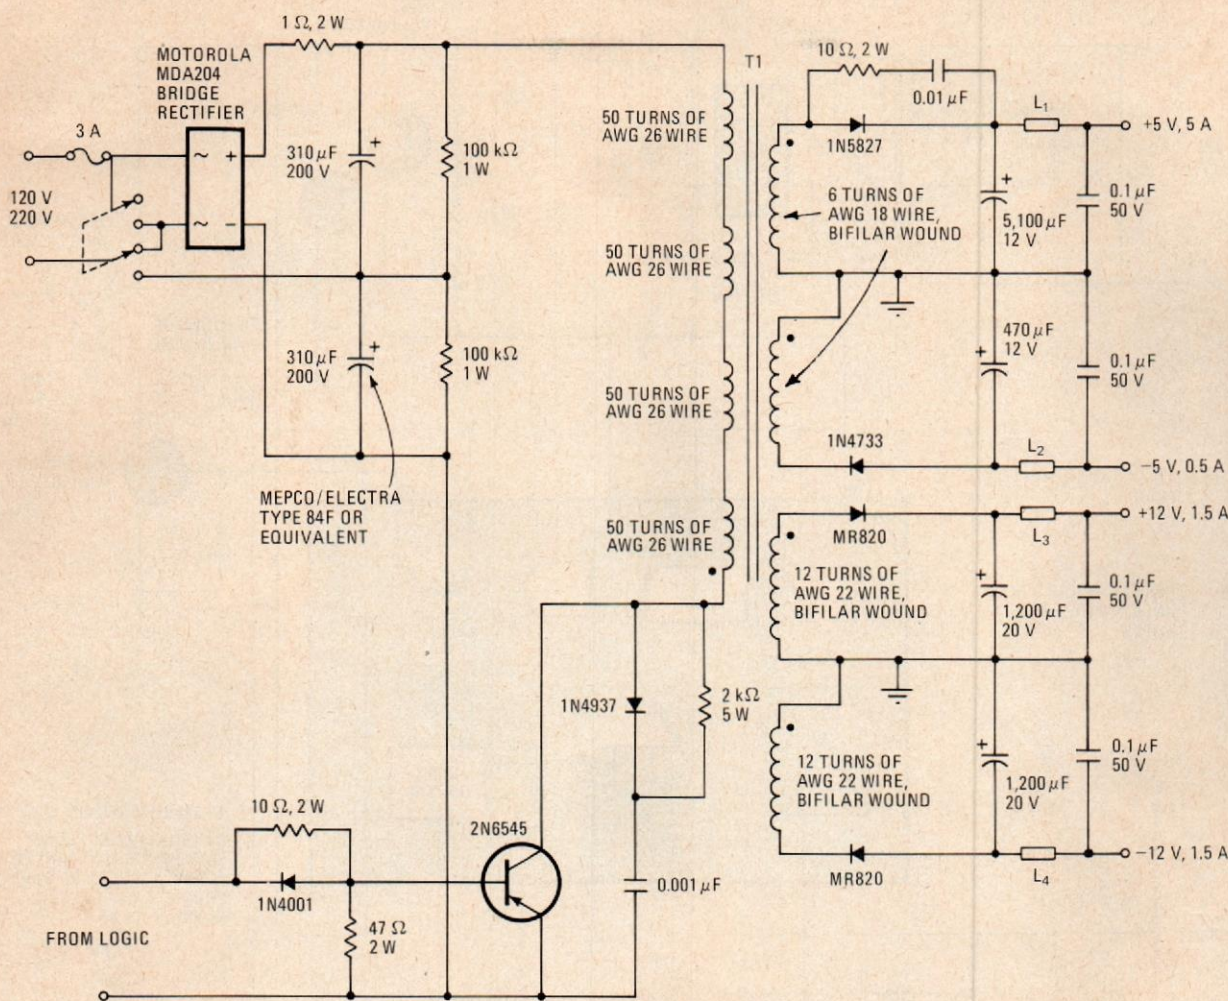 1 Ω, 2 W
MOTOROLA
MDA204
BRIDGE
RECTIFIER
3 A
120 V
220 V
~ +
~ −
310 μF
200 V
+
100 kΩ
1 W
310 μF
200 V
+
100 kΩ
1 W
MEPCO/ELECTRA
TYPE 84F OR
EQUIVALENT
50 TURNS OF
AWG 26 WIRE
50 TURNS OF
AWG 26 WIRE
50 TURNS OF
AWG 26 WIRE
50 TURNS OF
AWG 26 WIRE
T1
10 Ω, 2 W
0.01 μF
1N5827
L1
+5 V, 5 A
6 TURNS OF
AWG 18 WIRE,
BIFILAR WOUND
+
5,100 μF
12 V
0.1 μF
50 V
470 μF
12 V
+
0.1 μF
50 V
1N4733
L2
−5 V, 0.5 A
MR820
L3
+12 V, 1.5 A
12 TURNS OF
AWG 22 WIRE,
BIFILAR WOUND
+
1,200 μF
20 V
0.1 μF
50 V
12 TURNS OF
AWG 22 WIRE,
BIFILAR WOUND
+
1,200 μF
20 V
0.1 μF
50 V
MR820
L4
−12 V, 1.5 A
1N4937
2 kΩ
5 W
0.001 μF
10 Ω, 2 W
1N4001
2N6545
47 Ω
2 W
FROM LOGIC